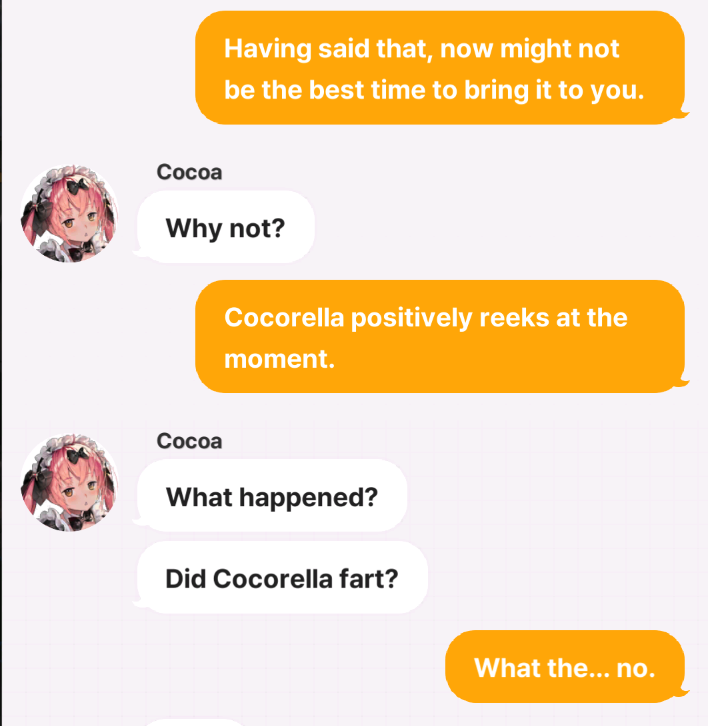 Having said that, now might not
be the best time to bring it to you.
Cocoa
Why not?
Cocorella positively reeks at the
moment.
Cocoa
What happened?
Did Cocorella fart?
What the... no.